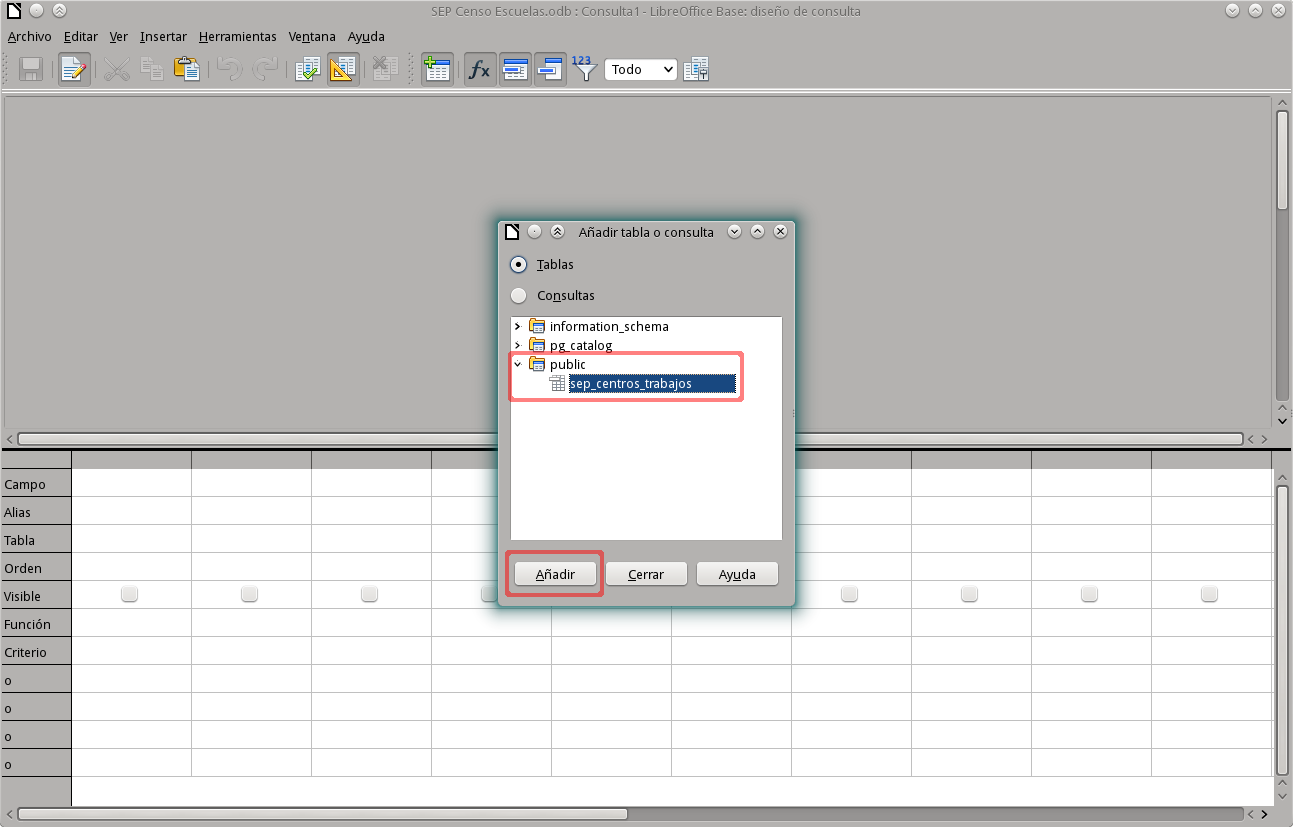 SEP Censo Escuelas.odb : Consulta1 - LibreOffice Base: diseño de consulta
Archivo Editar Ver Insertar Herramientas Ventana Ayuda
fx 123 Todo
Añadir tabla o consulta
Tablas
Consultas
information_schema
pg_catalog
public
sep_centros_trabajos
Añadir Cerrar Ayuda
Campo
Alias
Tabla
Orden
Visible
Función
Criterio
o
o
o
o